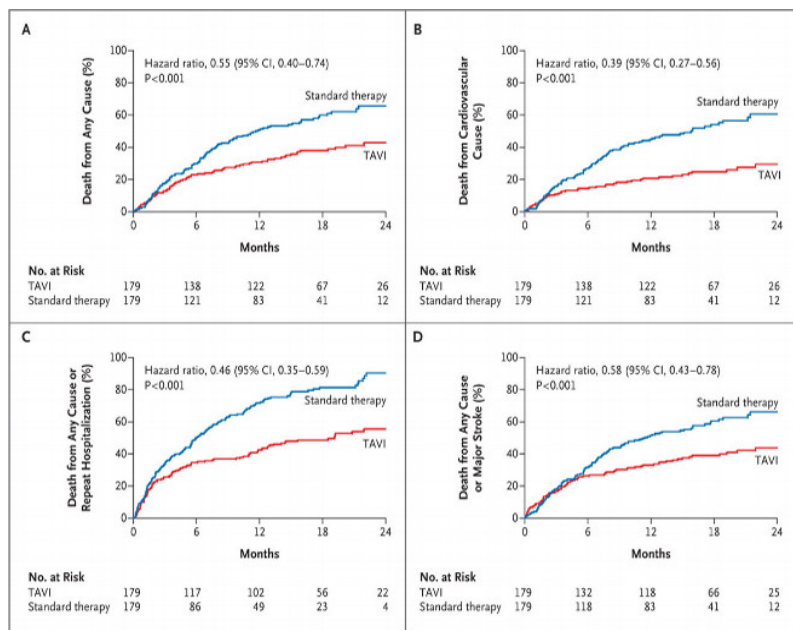 A
Death from Any Cause (%)
100
80
60
40
20
0
Hazard ratio, 0.55 (95% CI, 0.40–0.74)
P<0.001
Standard therapy
TAVI
0 6 12 18 24
Months
No. at Risk
TAVI 179 138 122 67 26
Standard therapy 179 121 83 41 12
B
Death from Cardiovascular
Cause (%)
100
80
60
40
20
0
Hazard ratio, 0.39 (95% CI, 0.27–0.56)
P<0.001
Standard therapy
TAVI
0 6 12 18 24
Months
No. at Risk
TAVI 179 138 122 67 26
Standard therapy 179 121 83 41 12
C
Death from Any Cause or
Repeat Hospitalization (%)
100
80
60
40
20
0
Hazard ratio, 0.46 (95% CI, 0.35–0.59)
P<0.001
Standard therapy
TAVI
0 6 12 18 24
Months
No. at Risk
TAVI 179 117 102 56 22
Standard therapy 179 86 49 23 4
D
Death from Any Cause
or Major Stroke (%)
100
80
60
40
20
0
Hazard ratio, 0.58 (95% CI, 0.43–0.78)
P<0.001
Standard therapy
TAVI
0 6 12 18 24
Months
No. at Risk
TAVI 179 132 118 66 25
Standard therapy 179 118 83 41 12